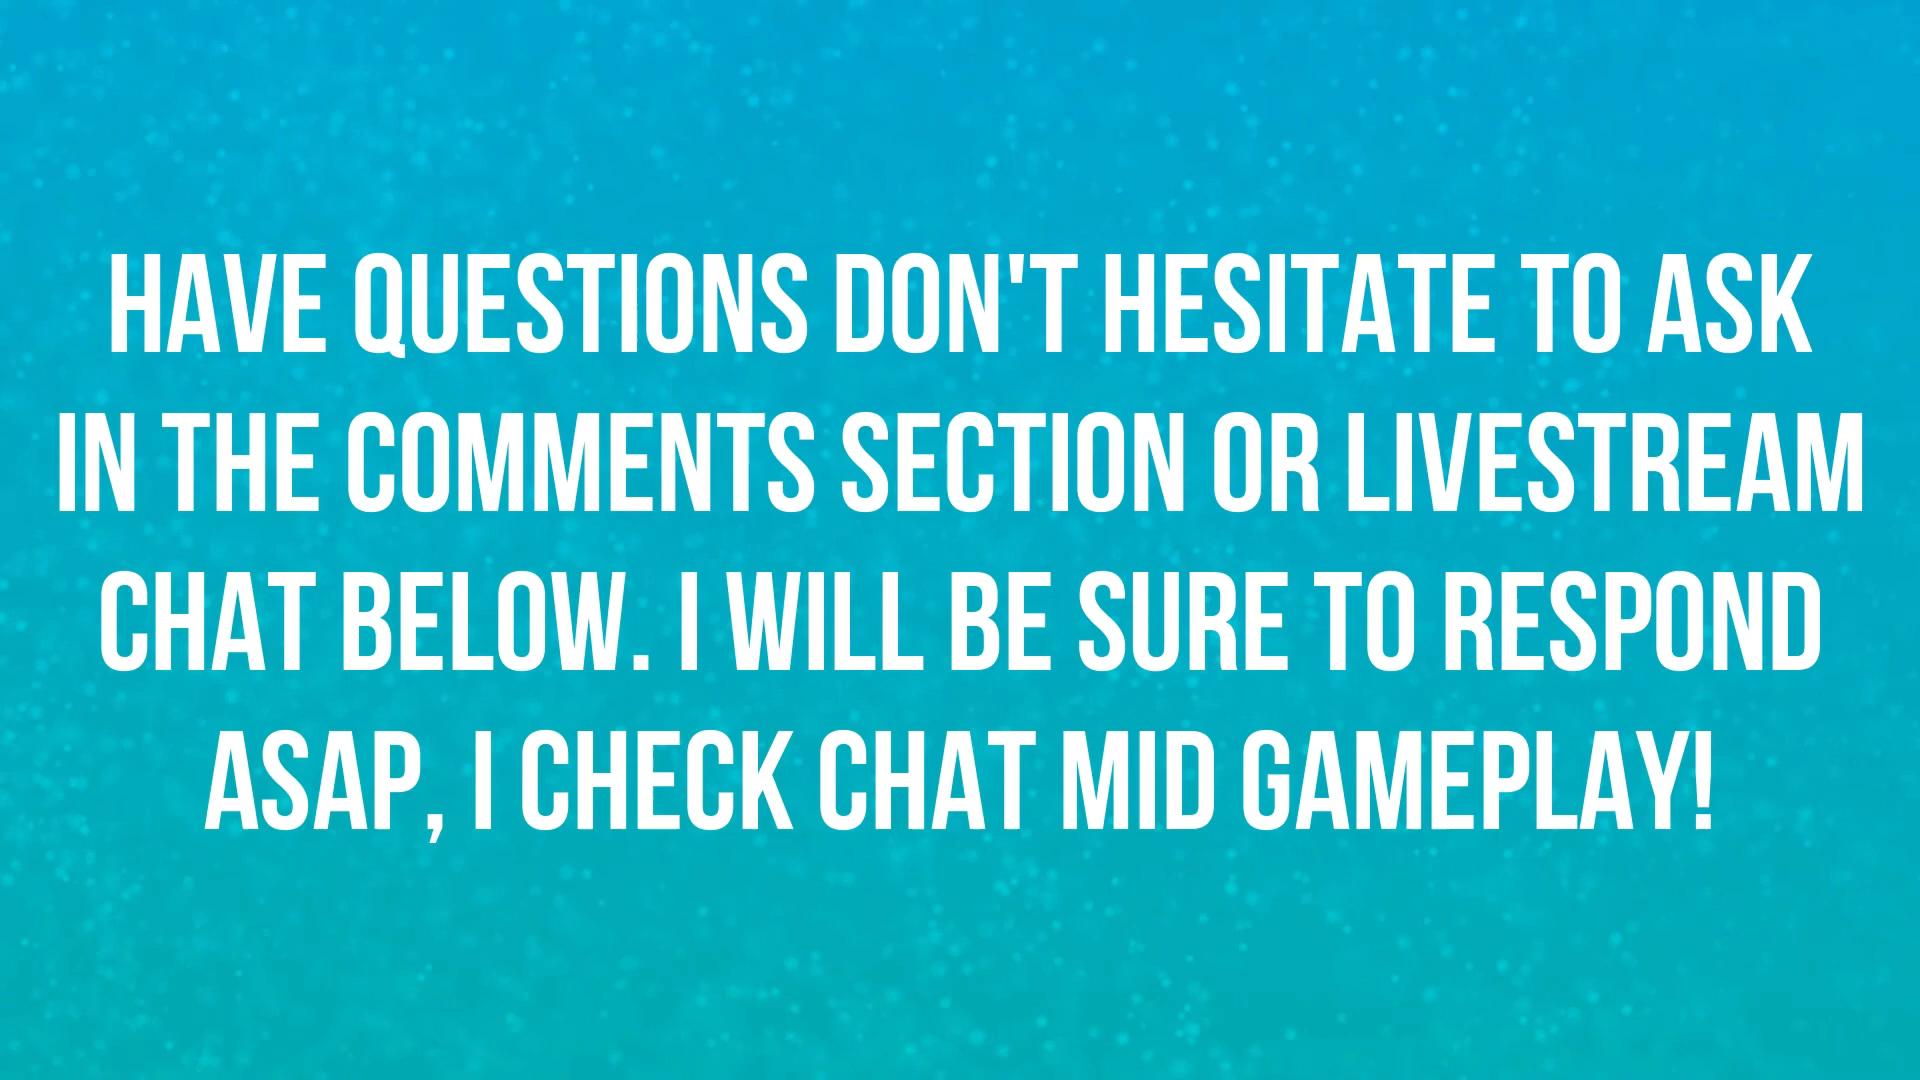 HAVE QUESTIONS DON'T HESITATE TO ASK
IN THE COMMENTS SECTION OR LIVESTREAM
CHAT BELOW. I WILL BE SURE TO RESPOND
ASAP, I CHECK CHAT MID GAMEPLAY!